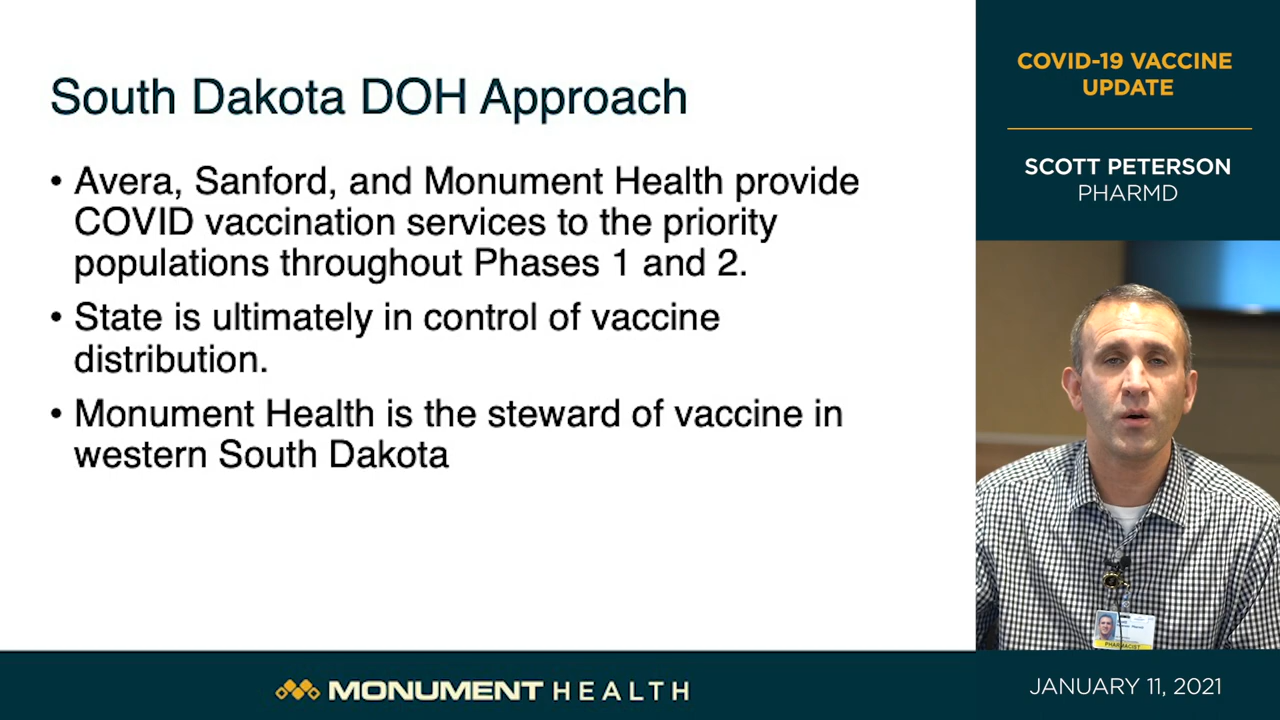 South Dakota DOH Approach
• Avera, Sanford, and Monument Health provide
COVID vaccination services to the priority
populations throughout Phases 1 and 2.
• State is ultimately in control of vaccine
distribution.
• Monument Health is the steward of vaccine in
western South Dakota
COVID-19 VACCINE
UPDATE
SCOTT PETERSON
PHARMD
PHARMACIST
MONUMENT HEALTH
JANUARY 11, 2021